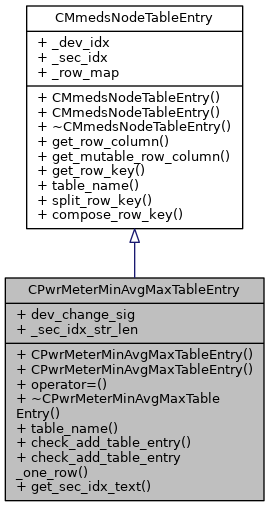 CMmedsNodeTableEntry
+ _dev_idx
+ _sec_idx
+ _row_map
+ CMmedsNodeTableEntry()
+ CMmedsNodeTableEntry()
+ ~CMmedsNodeTableEntry()
+ get_row_column()
+ get_mutable_row_column()
+ get_row_key()
+ table_name()
+ split_row_key()
+ compose_row_key()
CPwrMeterMinAvgMaxTableEntry
+ dev_change_sig
+ _sec_idx_str_len
+ CPwrMeterMinAvgMaxTableEntry()
+ CPwrMeterMinAvgMaxTableEntry()
+ operator=()
+ ~CPwrMeterMinAvgMaxTable
Entry()
+ table_name()
+ check_add_table_entry()
+ check_add_table_entry
_one_row()
+ get_sec_idx_text()